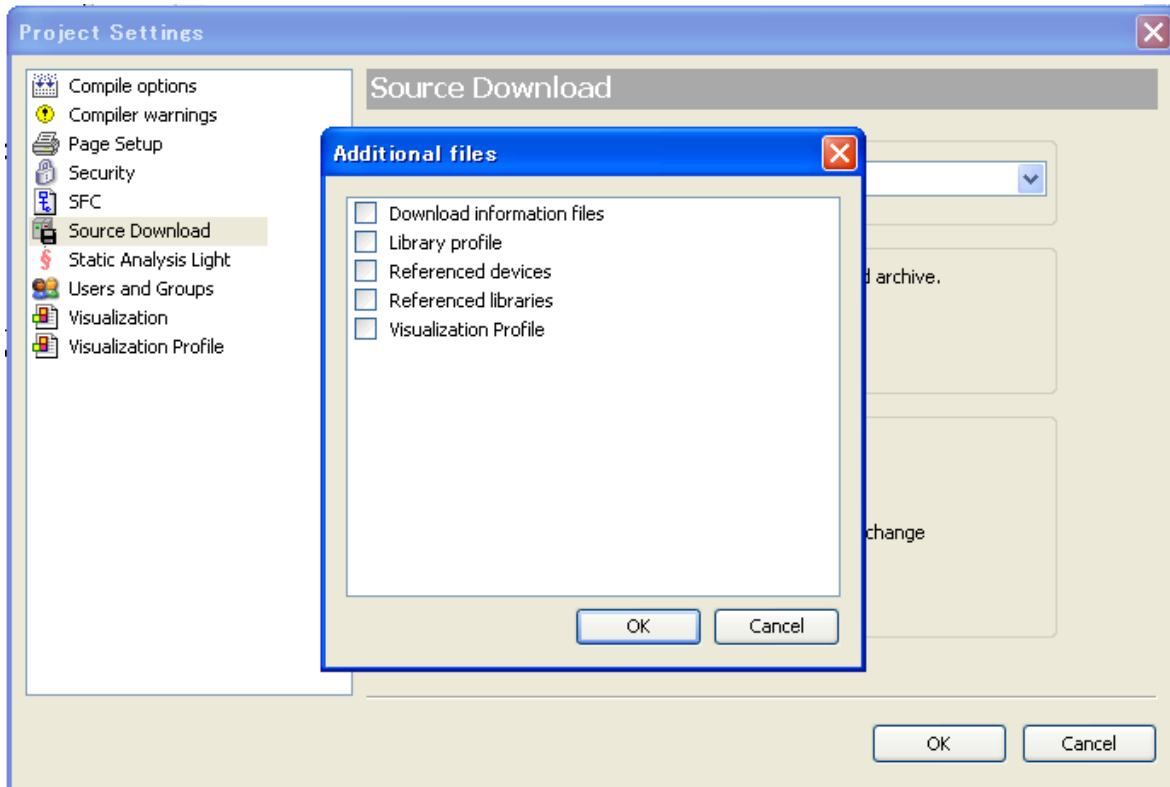 Project Settings
Compile options
Compiler warnings
Page Setup
Security
SFC
Source Download
Static Analysis Light
Users and Groups
Visualization
Visualization Profile
Source Download
Additional files
Download information files
Library profile
Referenced devices
Referenced libraries
Visualization Profile
OK
Cancel
archive.
change
OK
Cancel